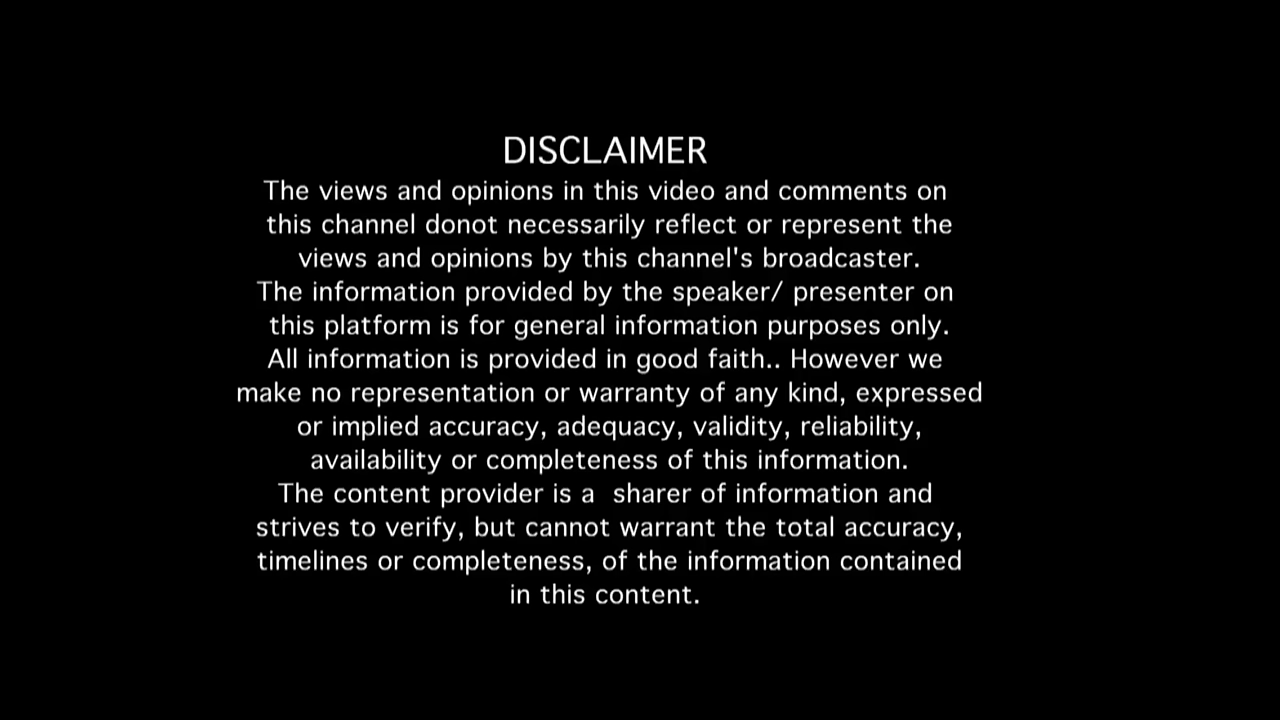 DISCLAIMER
The views and opinions in this video and comments on
this channel donot necessarily reflect or represent the
views and opinions by this channel's broadcaster.
The information provided by the speaker/ presenter on
this platform is for general information purposes only.
All information is provided in good faith.. However we
make no representation or warranty of any kind, expressed
or implied accuracy, adequacy, validity, reliability,
availability or completeness of this information.
The content provider is a  sharer of information and
strives to verify, but cannot warrant the total accuracy,
timelines or completeness, of the information contained
in this content.